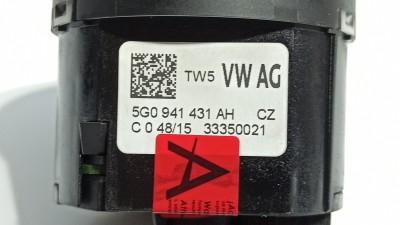 TW5 VW AG
5G0 941 431 AH CZ
C 0 48/15 33350021
A